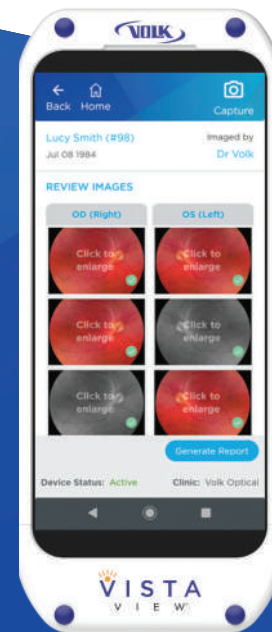 VOLK
Back Home
Capture
Lucy Smith (#98)
Imaged by
Jul 08 1984
Dr Volk
REVIEW IMAGES
OD (Right)
OS (Left)
Click to
enlarge
Click to
enlarge
Click to
enlarge
Click to
enlarge
Click to
enlarge
Click to
enlarge
Generate Report
Device Status: Active
Clinic: Volk Optical
VISTA
VIEW